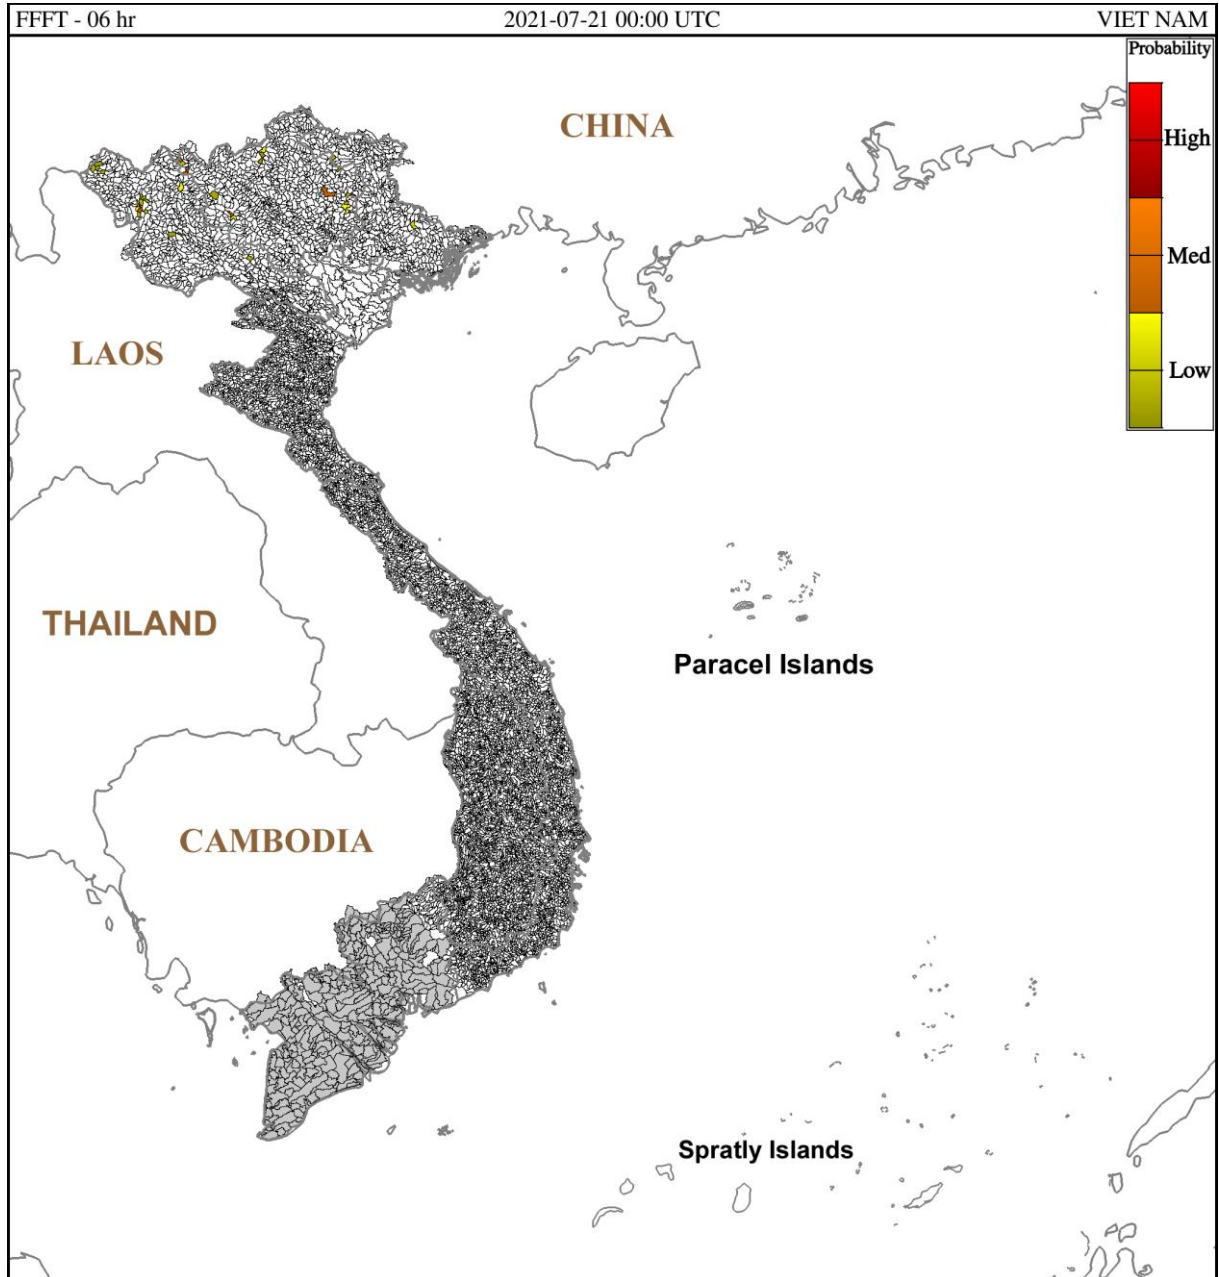 FFFT - 06 hr 2021-07-21 00:00 UTC VIET NAM
Probability
CHINA
High
Med
LAOS
Low
THAILAND
Paracel Islands
CAMBODIA
Spratly Islands